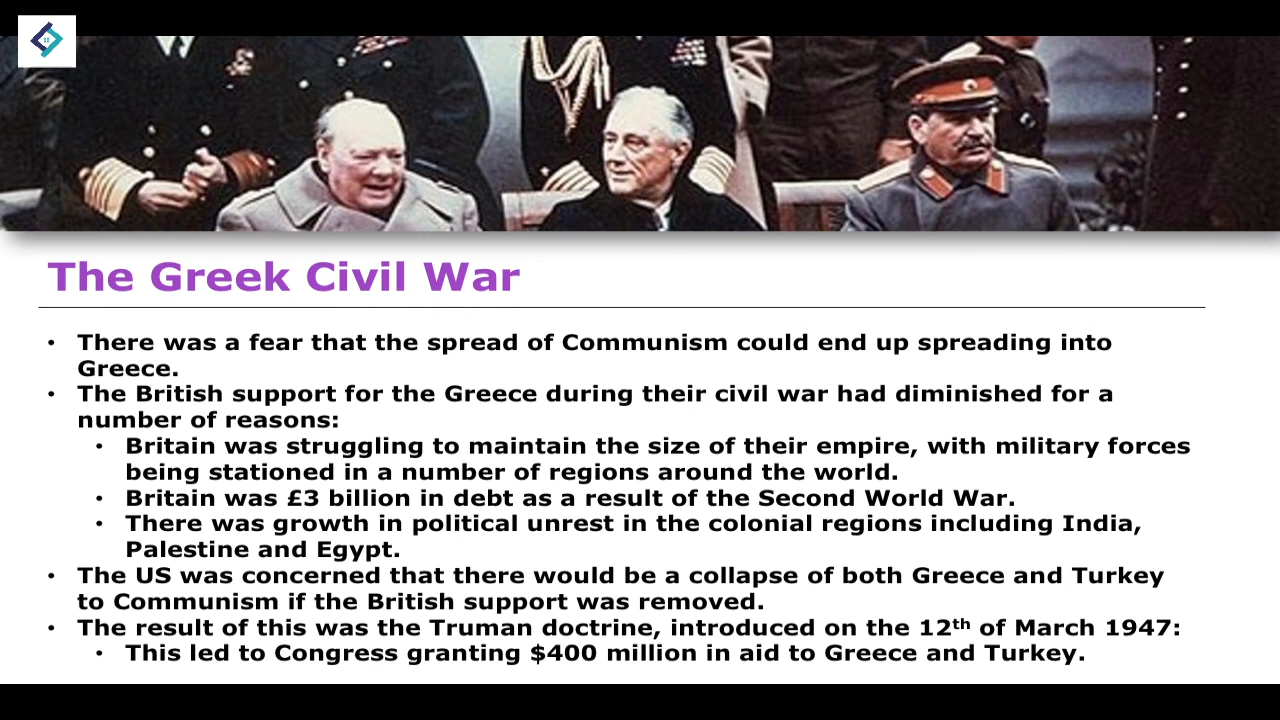 The Greek Civil War
• There was a fear that the spread of Communism could end up spreading into
Greece.
• The British support for the Greece during their civil war had diminished for a
number of reasons:
• Britain was struggling to maintain the size of their empire, with military forces
being stationed in a number of regions around the world.
• Britain was £3 billion in debt as a result of the Second World War.
• There was growth in political unrest in the colonial regions including India,
Palestine and Egypt.
• The US was concerned that there would be a collapse of both Greece and Turkey
to Communism if the British support was removed.
• The result of this was the Truman doctrine, introduced on the 12th of March 1947:
• This led to Congress granting $400 million in aid to Greece and Turkey.